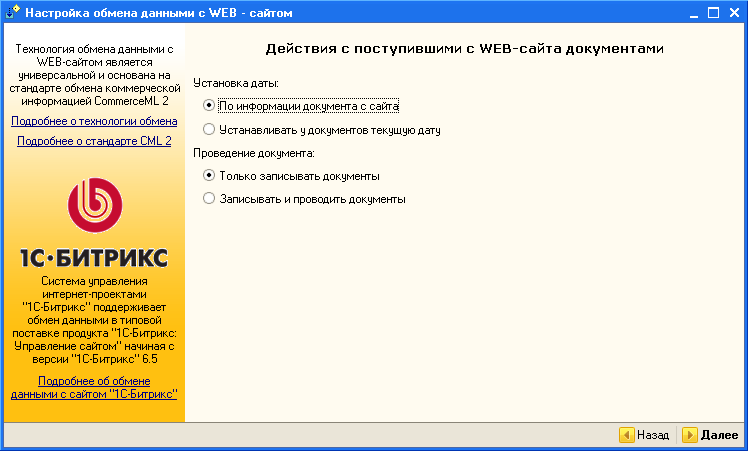 Настройка обмена данными с WEB - сайтом
Технология обмена данными с
WEB-сайтом является
универсальной и основана на
стандарте обмена коммерческой
информацией CommerceML 2
Подробнее о технологии обмена
Подробнее о стандарте CML 2
1С·БИТРИКС
Система управления
интернет-проектами
"1С-Битрикс" поддерживает
обмен данными в типовой
поставке продукта "1С-Битрикс:
Управление сайтом" начиная с
версии "1С-Битрикс" 6.5
Подробнее об обмене
данными с сайтом "1С-Битрикс"
Действия с поступившими с WEB-сайта документами
Установка даты:
По информации документа с сайта
Устанавливать у документов текущую дату
Проведение документа:
Только записывать документы
Записывать и проводить документы
Назад
Далее